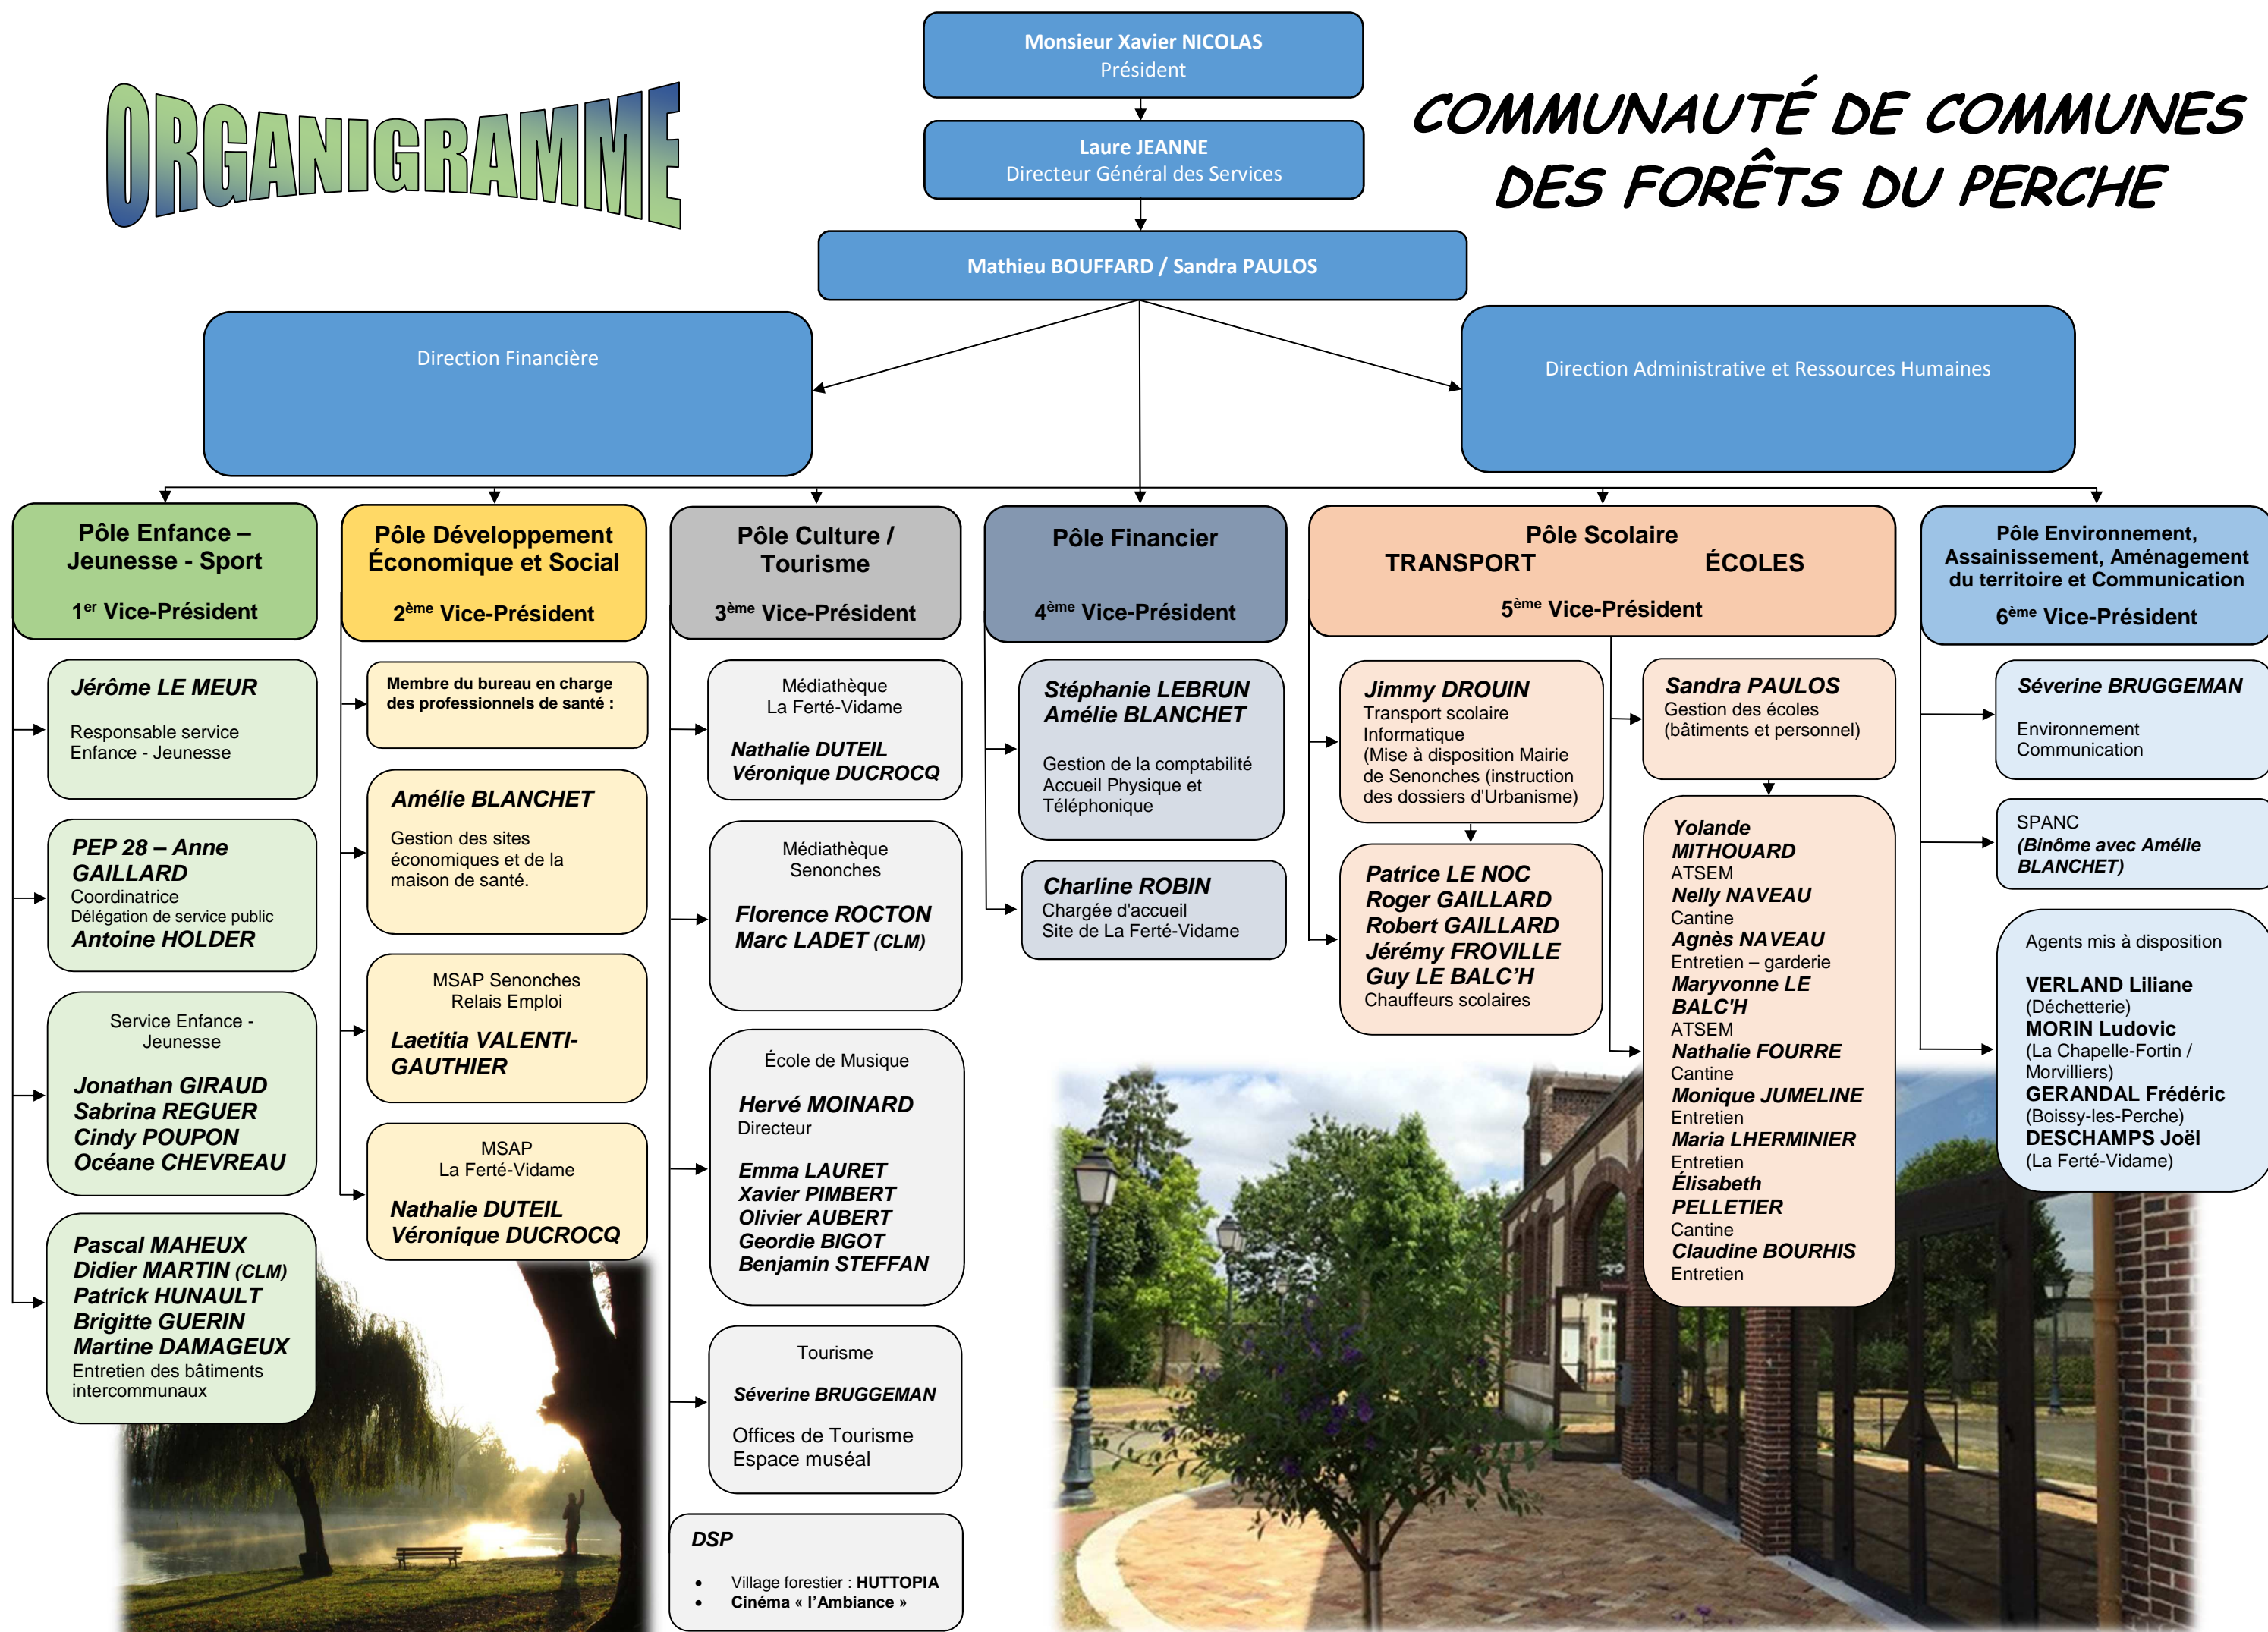 ORGANIGRAMME
COMMUNAUTÉ DE COMMUNES
DES FORÊTS DU PERCHE
Monsieur Xavier NICOLAS
Président
Laure JEANNE
Directeur Général des Services
Mathieu BOUFFARD / Sandra PAULOS
Direction Financière
Direction Administrative et Ressources Humaines
Pôle Enfance –
Jeunesse - Sport
1er Vice-Président
Jérôme LE MEUR
Responsable service
Enfance - Jeunesse
PEP 28 – Anne
GAILLARD
Coordinatrice
Délégation de service public
Antoine HOLDER
Service Enfance -
Jeunesse
Jonathan GIRAUD
Sabrina REGUER
Cindy POUPON
Océane CHEVREAU
Pascal MAHEUX
Didier MARTIN (CLM)
Patrick HUNAULT
Brigitte GUERIN
Martine DAMAGEUX
Entretien des bâtiments
intercommunaux
Pôle Développement
Économique et Social
2ème Vice-Président
Membre du bureau en charge
des professionnels de santé :
Amélie BLANCHET
Gestion des sites
économiques et de la
maison de santé.
MSAP Senonches
Relais Emploi
Laetitia VALENTI-
GAUTHIER
MSAP
La Ferté-Vidame
Nathalie DUTEIL
Véronique DUCROCQ
Pôle Culture /
Tourisme
3ème Vice-Président
Médiathèque
La Ferté-Vidame
Nathalie DUTEIL
Véronique DUCROCQ
Médiathèque
Senonches
Florence ROCTON
Marc LADET (CLM)
École de Musique
Hervé MOINARD
Directeur
Emma LAURET
Xavier PIMBERT
Olivier AUBERT
Geordie BIGOT
Benjamin STEFFAN
Tourisme
Séverine BRUGGEMAN
Offices de Tourisme
Espace muséal
DSP
• Village forestier : HUTTOPIA
• Cinéma « l'Ambiance »
Pôle Financier
4ème Vice-Président
Stéphanie LEBRUN
Amélie BLANCHET
Gestion de la comptabilité
Accueil Physique et
Téléphonique
Charline ROBIN
Chargée d'accueil
Site de La Ferté-Vidame
Pôle Scolaire
TRANSPORT ÉCOLES
5ème Vice-Président
Jimmy DROUIN
Transport scolaire
Informatique
(Mise à disposition Mairie
de Senonches (instruction
des dossiers d'Urbanisme)
Patrice LE NOC
Roger GAILLARD
Robert GAILLARD
Jérémy FROVILLE
Guy LE BALC’H
Chauffeurs scolaires
Sandra PAULOS
Gestion des écoles
(bâtiments et personnel)
Yolande
MITHOUARD
ATSEM
Nelly NAVEAU
Cantine
Agnès NAVEAU
Entretien – garderie
Maryvonne LE
BALC'H
ATSEM
Nathalie FOURRE
Cantine
Monique JUMELINE
Entretien
Maria LHERMINIER
Entretien
Élisabeth
PELLETIER
Cantine
Claudine BOURHIS
Entretien
Pôle Environnement,
Assainissement, Aménagement
du territoire et Communication
6ème Vice-Président
Séverine BRUGGEMAN
Environnement
Communication
SPANC
(Binôme avec Amélie
BLANCHET)
Agents mis à disposition
VERLAND Liliane
(Déchetterie)
MORIN Ludovic
(La Chapelle-Fortin /
Morvilliers)
GERANDAL Frédéric
(Boissy-les-Perche)
DESCHAMPS Joël
(La Ferté-Vidame)